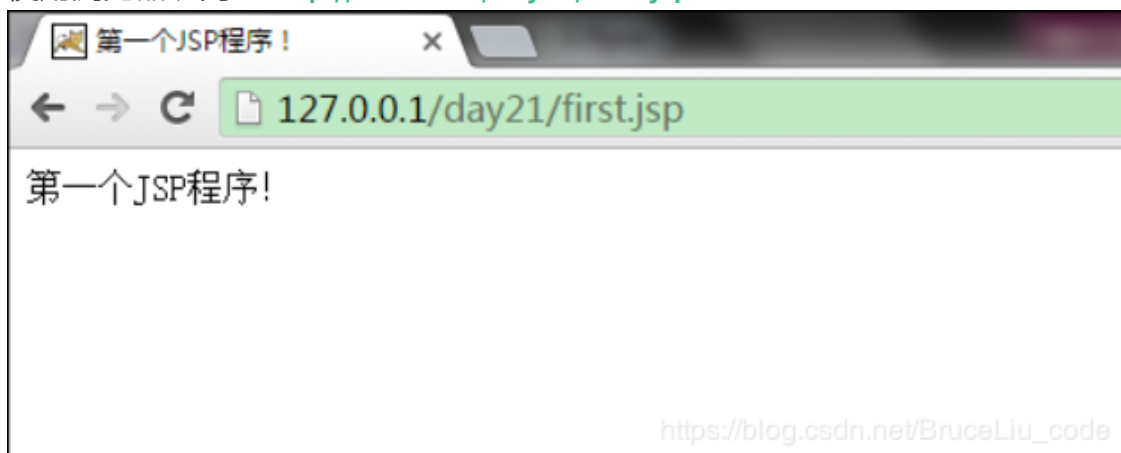 第一个JSP程序！
127.0.0.1/day21/first.jsp
第一个JSP程序!
https://blog.csdn.net/BruceLiu_code